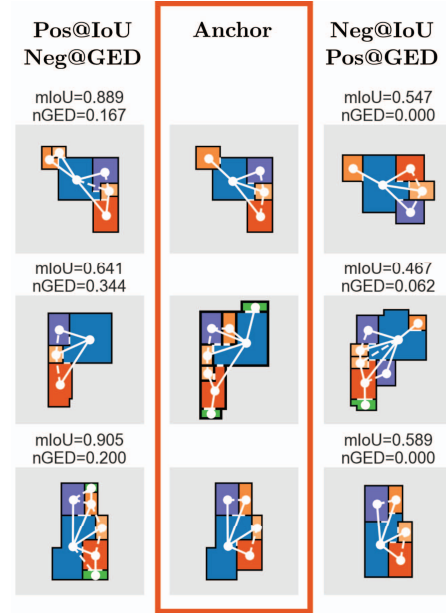 Pos@IoU
Neg@GED
Anchor
Neg@IoU
Pos@GED
mIoU=0.889
nGED=0.167
mIoU=0.547
nGED=0.000
mIoU=0.641
nGED=0.344
mIoU=0.467
nGED=0.062
mIoU=0.905
nGED=0.200
mIoU=0.589
nGED=0.000